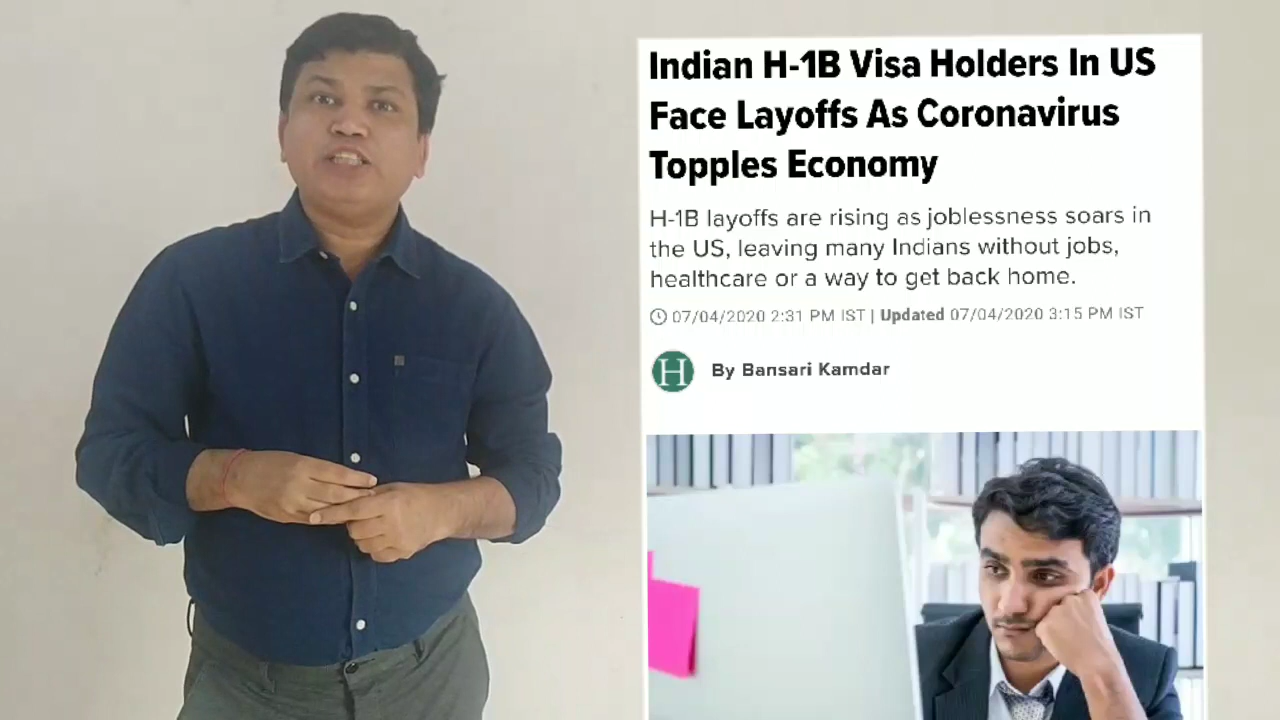 Indian H-1B Visa Holders In US
Face Layoffs As Coronavirus
Topples Economy
H-1B layoffs are rising as joblessness soars in
the US, leaving many Indians without jobs,
healthcare or a way to get back home.
07/04/2020 2:31 PM IST | Updated 07/04/2020 3:15 PM IST
H By Bansari Kamdar